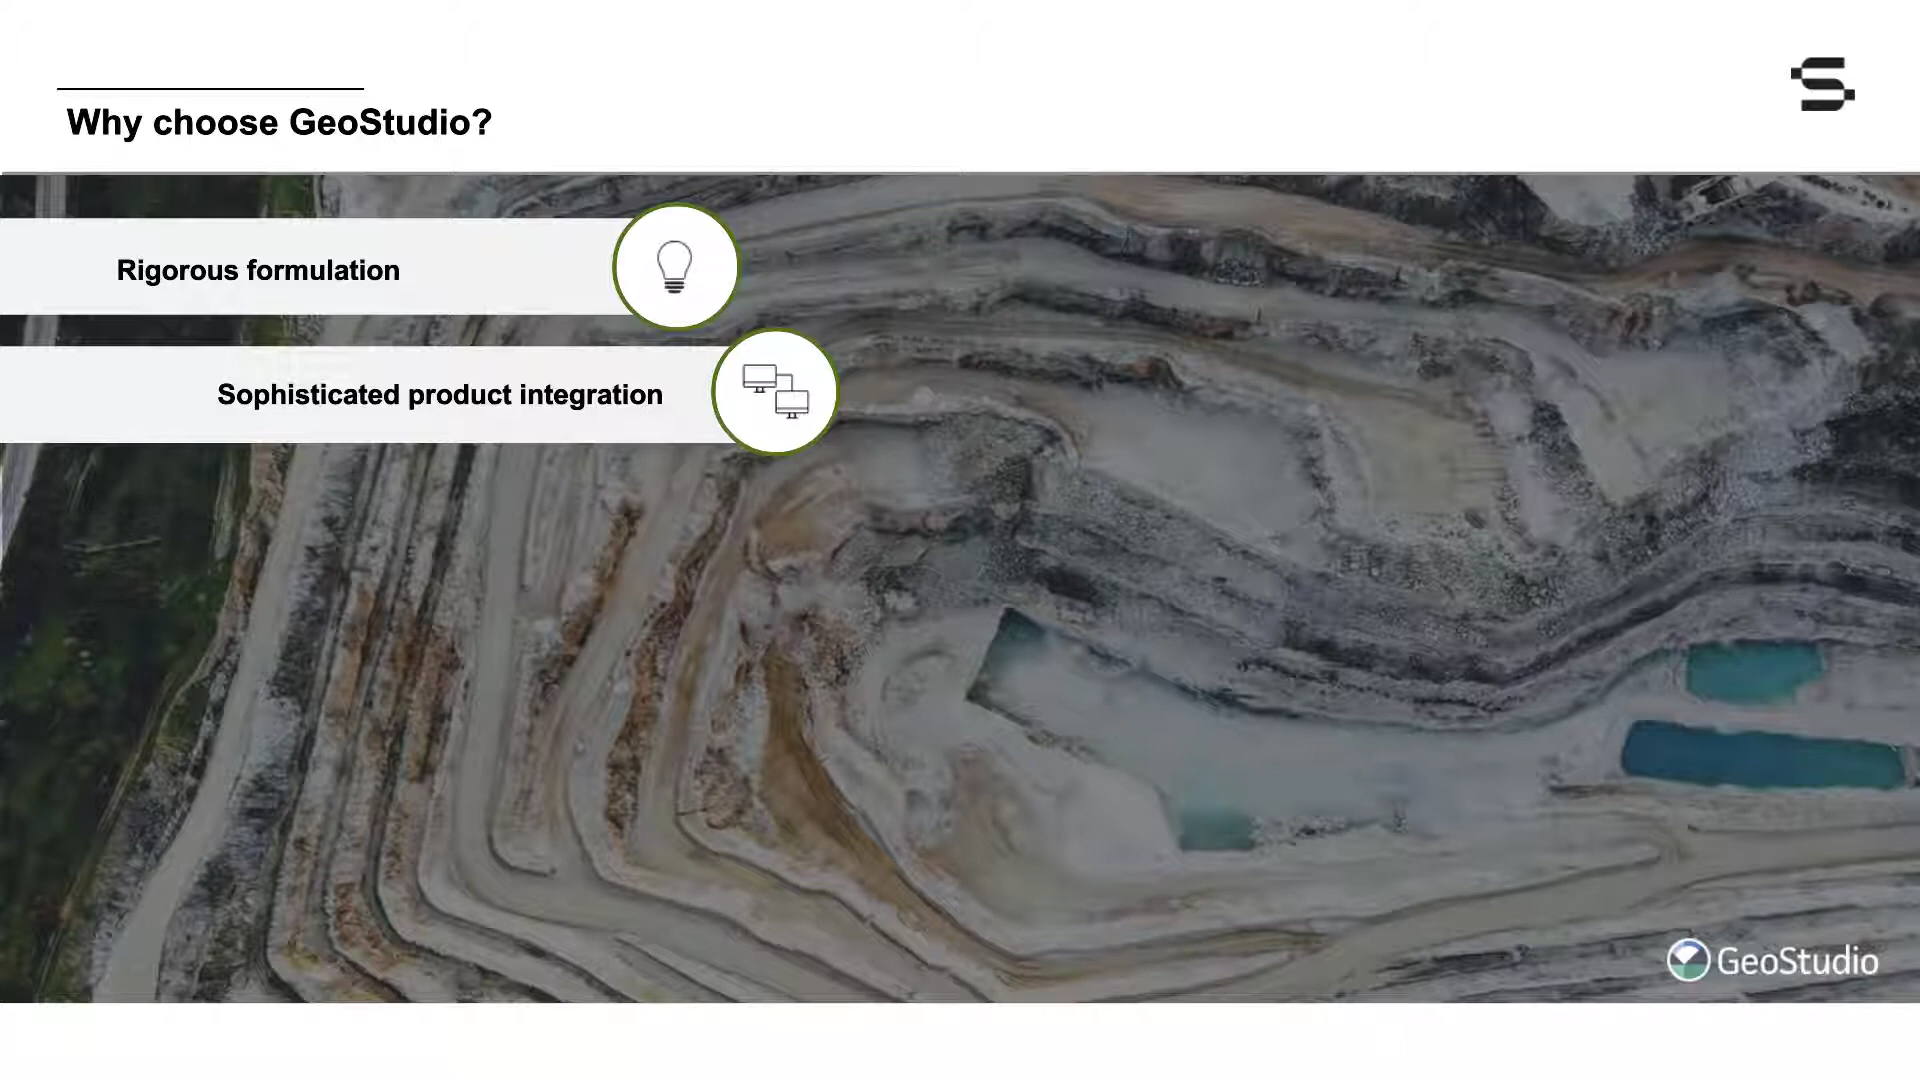 Why choose GeoStudio?
Rigorous formulation
Sophisticated product integration
GeoStudio